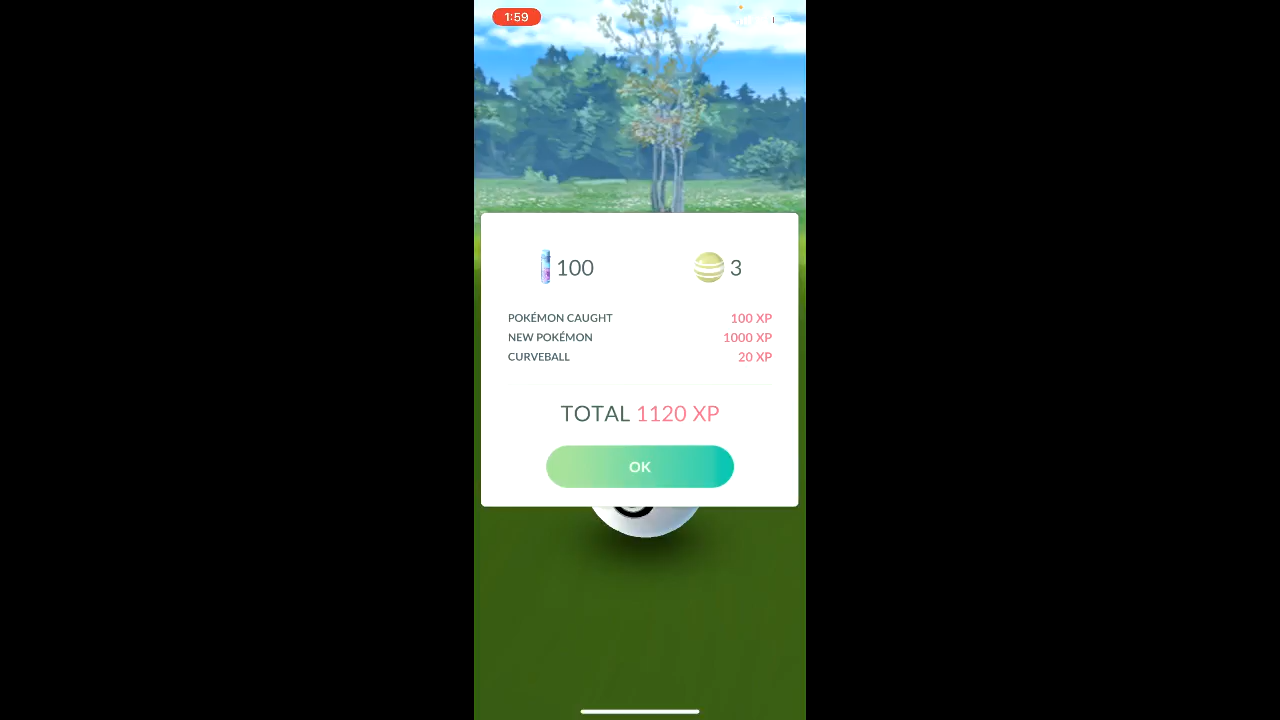 1:59
100 3
POKÉMON CAUGHT 100 XP
NEW POKÉMON 1000 XP
CURVEBALL 20 XP
TOTAL 1120 XP
OK